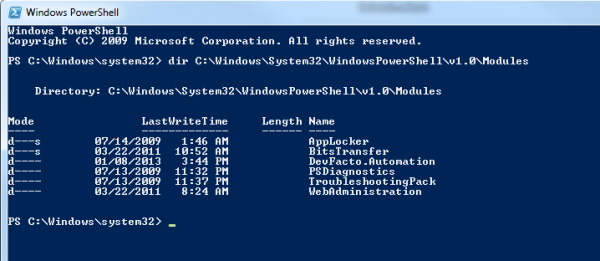 Windows PowerShell
Windows PowerShell
Copyright (C) 2009 Microsoft Corporation. All rights reserved.
PS C:\Windows\system32> dir C:\Windows\System32\WindowsPowerShell\v1.0\Modules
Directory: C:\Windows\System32\WindowsPowerShell\v1.0\Modules
Mode LastWriteTime Length Name
---- ------------- ------ ----
d---s 07/14/2009 1:46 AM AppLocker
d---s 03/22/2011 10:52 AM BitsTransfer
d---- 01/08/2013 3:44 PM DevFacto.Automation
d---- 07/13/2009 11:32 PM PSDiagnostics
d---- 07/13/2009 11:37 PM TroubleshootingPack
d---- 03/22/2011 8:24 AM WebAdministration
PS C:\Windows\system32> _